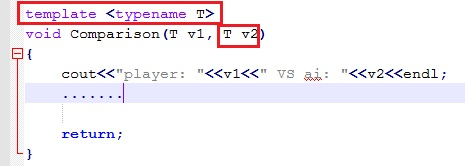 template <typename T>
void Comparison(T v1, T v2)
{
cout<<"player: "<<v1<<" VS ai: "<<v2<<endl;
.......
return;
}